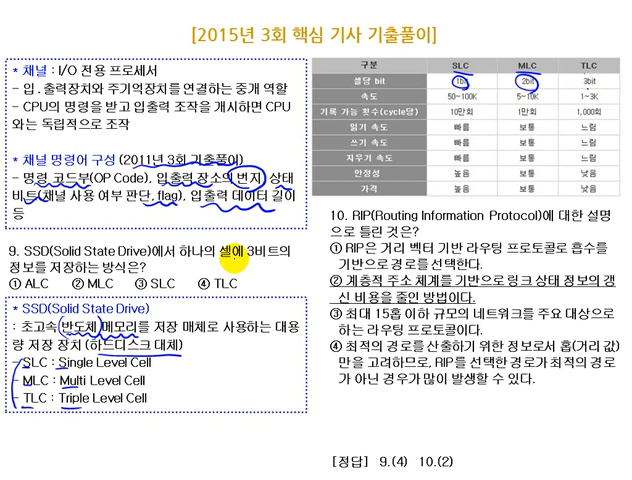 [2015년 3회 핵심 기사 기출풀이]
* 채널 : I/O 전용 프로세서
- 입.출력장치와 주기억장치를 연결하는 중개 역할
- CPU의 명령을 받고 입출력 조작을 개시하면 CPU
와는 독립적으로 조작
* 채널 명령어 구성 (2011년 3회 기출풀이)
- 명령 코드부(OP Code), 입출력 장소의 번지, 상태
비트(채널 사용 여부 판단, flag), 입출력 데이터 길이
등
9. SSD(Solid State Drive)에서 하나의 셀에 3비트의
정보를 저장하는 방식은?
① ALC ② MLC ③ SLC ④ TLC
* SSD(Solid State Drive)
: 초고속 반도체 메모리를 저장 매체로 사용하는 대용
량 저장 장치 (하드디스크 대체)
- SLC : Single Level Cell
- MLC : Multi Level Cell
- TLC : Triple Level Cell
구분 SLC MLC TLC
셀당 bit 1bit 2bit 3bit
속도 50~100K 5~10K 1~3K
기록 가능 횟수(cycle당) 10만회 1만회 1,000회
읽기 속도 빠름 보통 느림
쓰기 속도 빠름 보통 느림
지우기 속도 빠름 보통 느림
안정성 높음 보통 낮음
가격 높음 보통 낮음
10. RIP(Routing Information Protocol)에 대한 설명
으로 틀린 것은?
① RIP은 거리 벡터 기반 라우팅 프로토콜로 홉수를
기반으로 경로를 선택한다.
② 계층적 주소 체계를 기반으로 링크 상태 정보의 갱
신 비용을 줄인 방법이다.
③ 최대 15홉 이하 규모의 네트워크를 주요 대상으로
하는 라우팅 프로토콜이다.
④ 최적의 경로를 산출하기 위한 정보로서 홉(거리 값)
만을 고려하므로, RIP를 선택한 경로가 최적의 경로
가 아닌 경우가 많이 발생할 수 있다.
[정답] 9.(4) 10.(2)